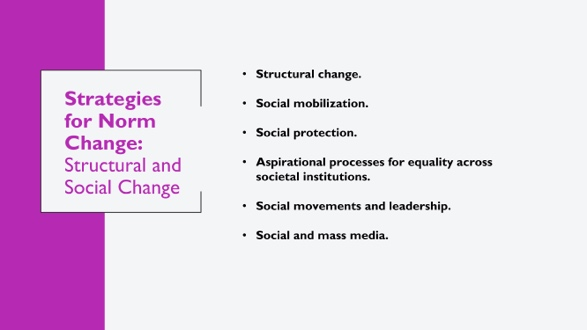 Strategies
for Norm
Change:
Structural and
Social Change
• Structural change.
• Social mobilization.
• Social protection.
• Aspirational processes for equality across
societal institutions.
• Social movements and leadership.
• Social and mass media.